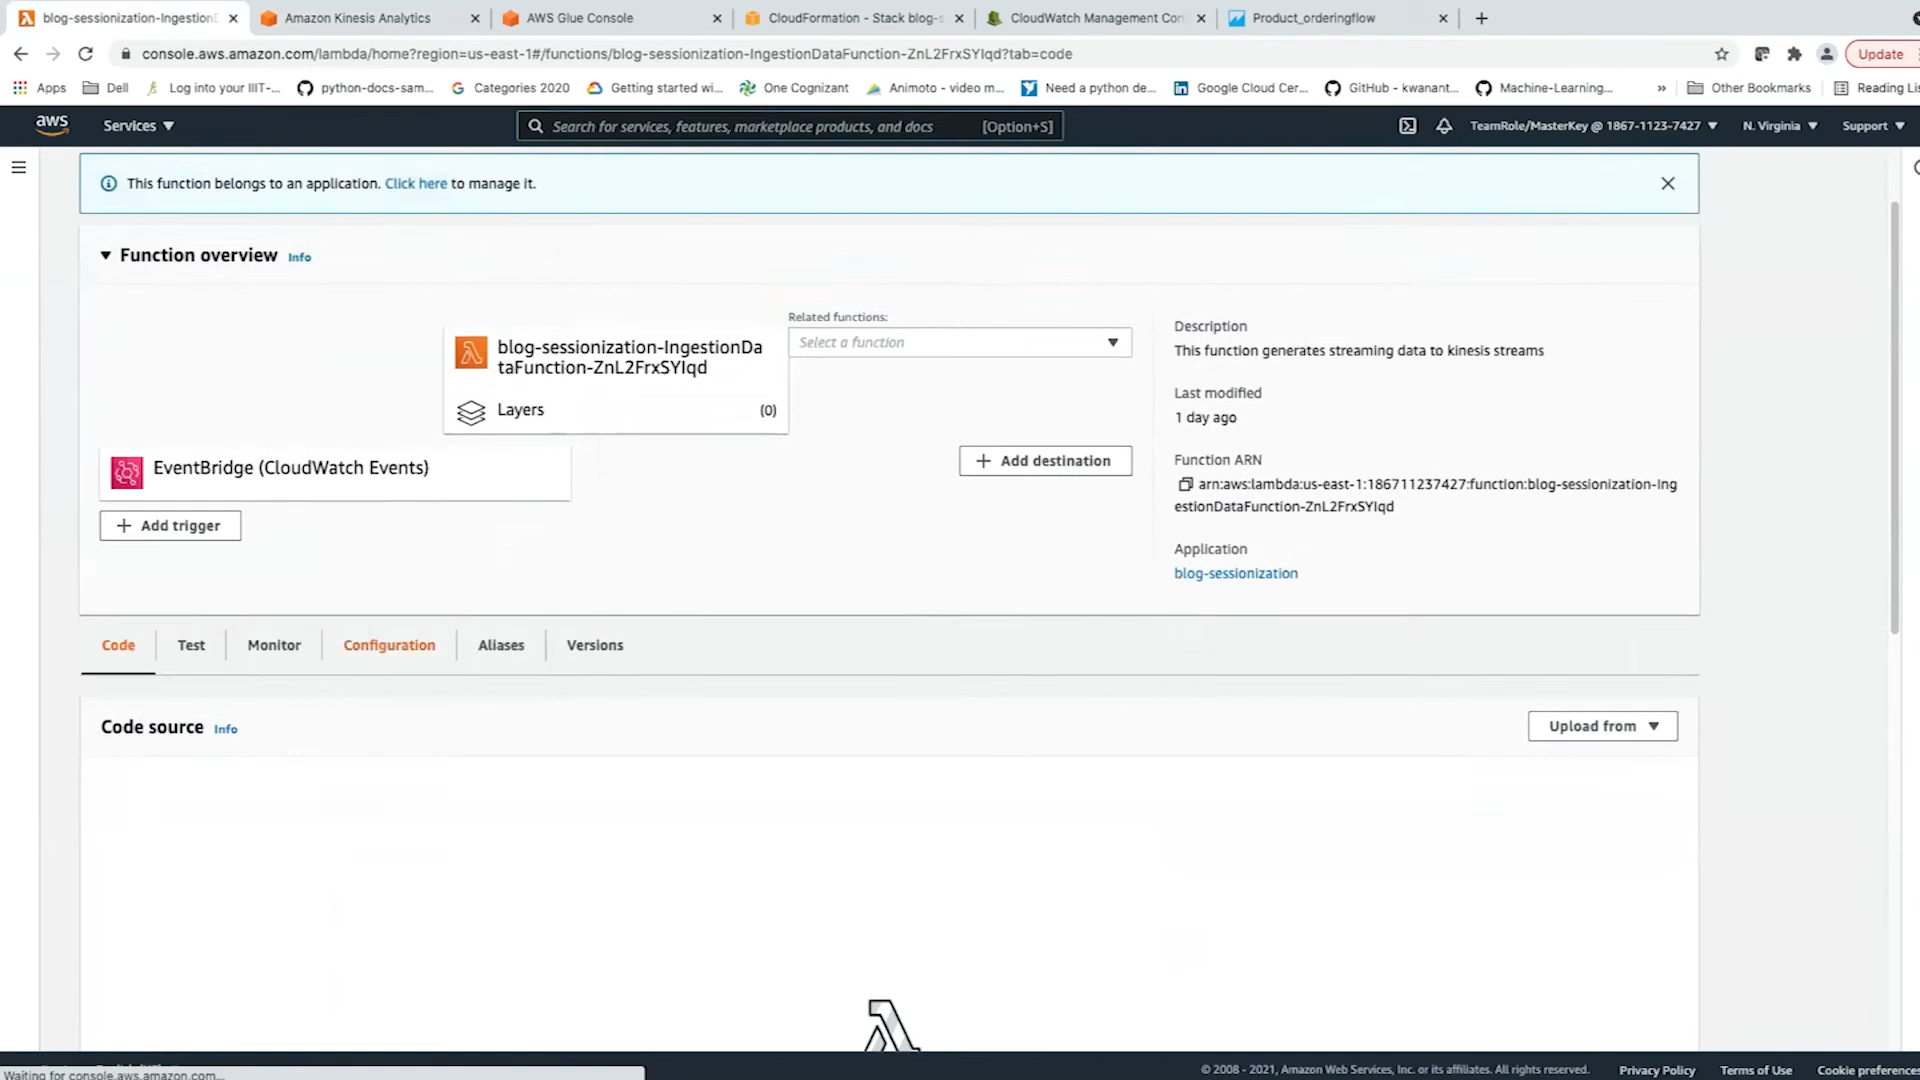 blog-sessionization-IngestionD
Amazon Kinesis Analytics
AWS Glue Console
CloudFormation - Stack blog-s
CloudWatch Management Con
Product_orderingflow
console.aws.amazon.com/lambda/home?region=us-east-1#/functions/blog-sessionization-IngestionDataFunction-ZnL2FrxSYIqd?tab=code
Update
Apps
Dell
Log into your IIIT-...
python-docs-sam...
Categories 2020
Getting started wi...
One Cognizant
Animoto - video m...
Need a python de...
Google Cloud Cer...
GitHub - kwanant...
Machine-Learning...
»
Other Bookmarks
Reading Lis
aws
Services ▼
Search for services, features, marketplace products, and docs [Option+S]
TeamRole/MasterKey @ 1867-1123-7427 ▼
N. Virginia ▼
Support ▼
This function belongs to an application. Click here to manage it.
Function overview Info
Related functions:
Select a function
blog-sessionization-IngestionDa
taFunction-ZnL2FrxSYIqd
Layers (0)
EventBridge (CloudWatch Events)
+ Add trigger
+ Add destination
Description
This function generates streaming data to kinesis streams
Last modified
1 day ago
Function ARN
arn:aws:lambda:us-east-1:186711237427:function:blog-sessionization-Ing
estionDataFunction-ZnL2FrxSYIqd
Application
blog-sessionization
Code
Test
Monitor
Configuration
Aliases
Versions
Code source Info
Upload from ▼
Waiting for console.aws.amazon.com...
© 2008 - 2021, Amazon Web Services, Inc. or its affiliates. All rights reserved.
Privacy Policy
Terms of Use
Cookie preferences